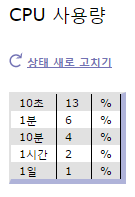 CPU 사용량
상태 새로 고치기
10초 13 %
1분 6 %
10분 4 %
1시간 2 %
1일 1 %